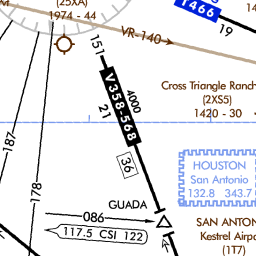 (25XA)
1974 - 44
1466
19
VR-140
151
V358-568
4000
21
Cross Triangle Ranch
(2XS5)
1420 - 30
187
178
36
HOUSTON
San Antonio
132.8 343.7
GUADA
086
117.5 CSI 122
SAN ANTON
Kestrel Airpo
(1T7)